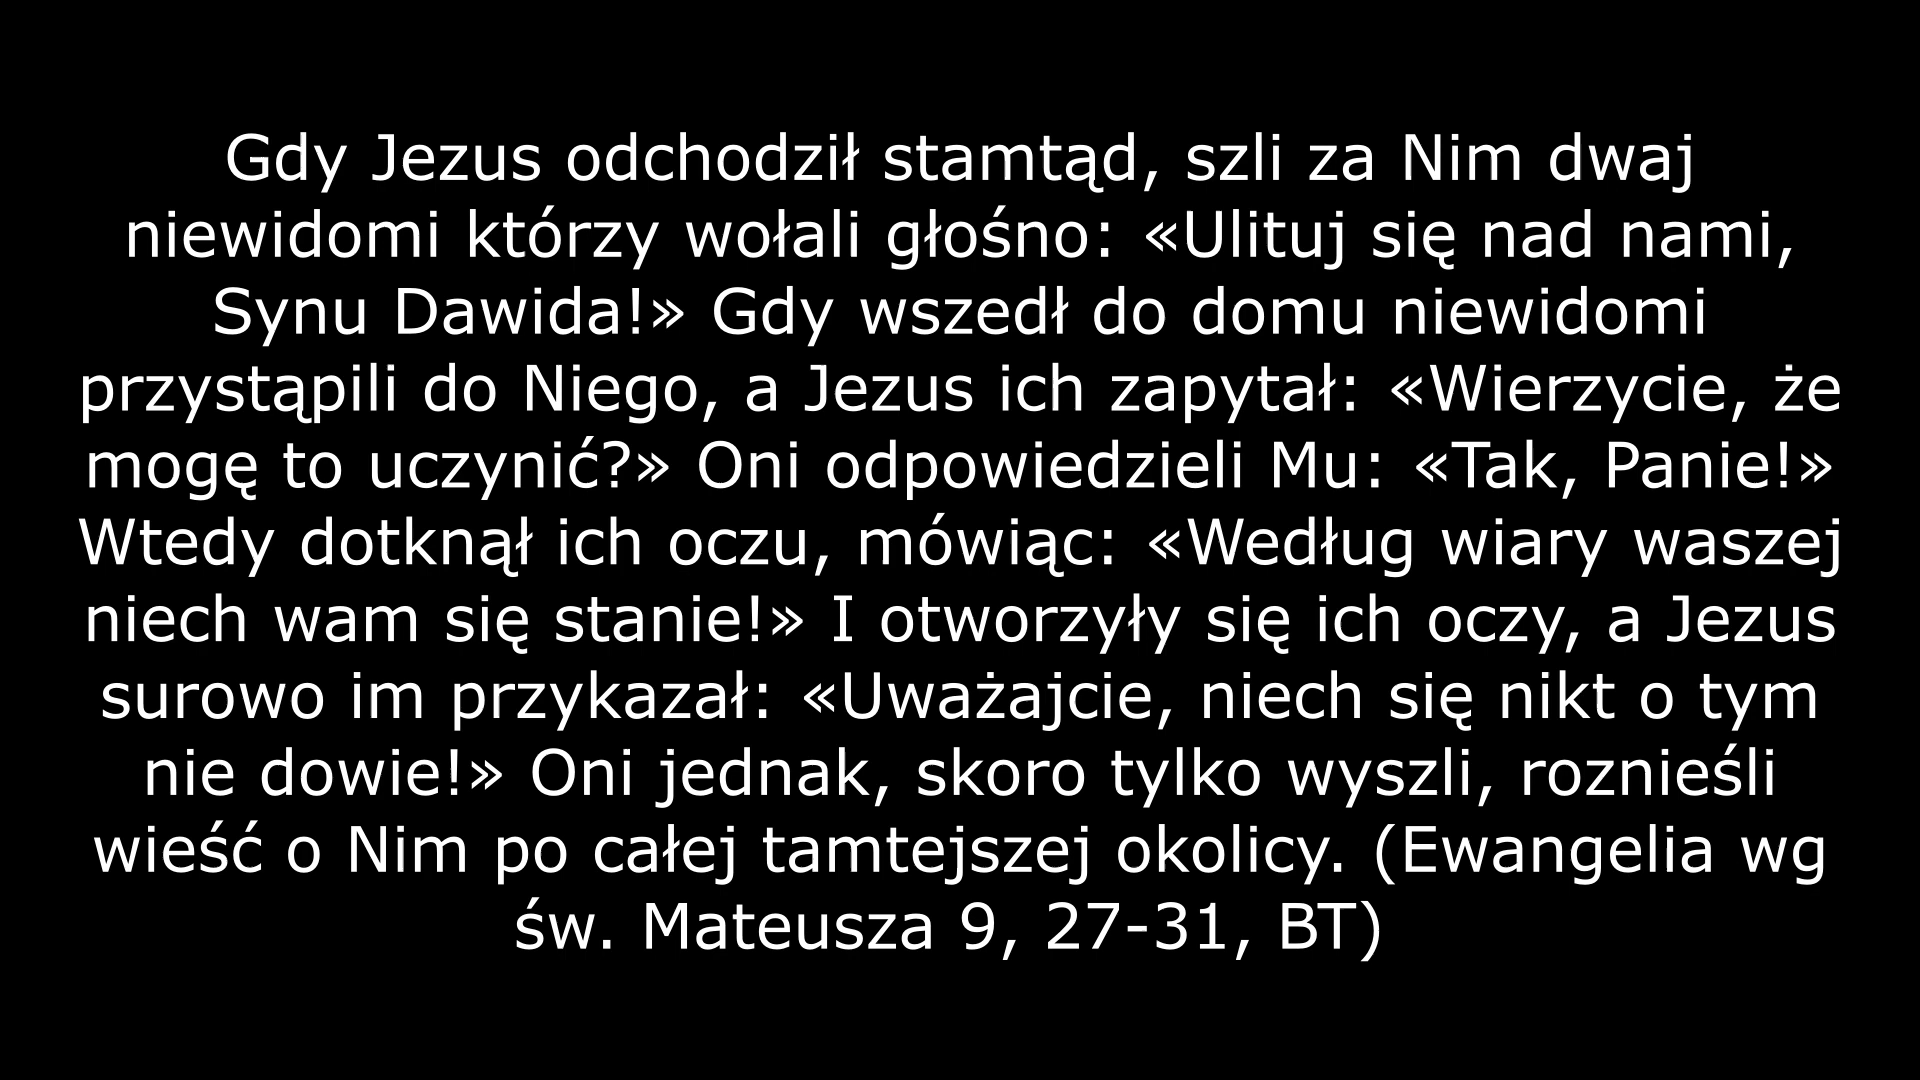 Gdy Jezus odchodził stamtąd, szli za Nim dwaj
niewidomi którzy wołali głośno: «Ulituj się nad nami,
Synu Dawida!» Gdy wszedł do domu niewidomi
przystąpili do Niego, a Jezus ich zapytał: «Wierzycie, że
mogę to uczynić?» Oni odpowiedzieli Mu: «Tak, Panie!»
Wtedy dotknął ich oczu, mówiąc: «Według wiary waszej
niech wam się stanie!» I otworzyły się ich oczy, a Jezus
surowo im przykazał: «Uważajcie, niech się nikt o tym
nie dowie!» Oni jednak, skoro tylko wyszli, roznieśli
wieść o Nim po całej tamtejszej okolicy. (Ewangelia wg
św. Mateusza 9, 27-31, BT)